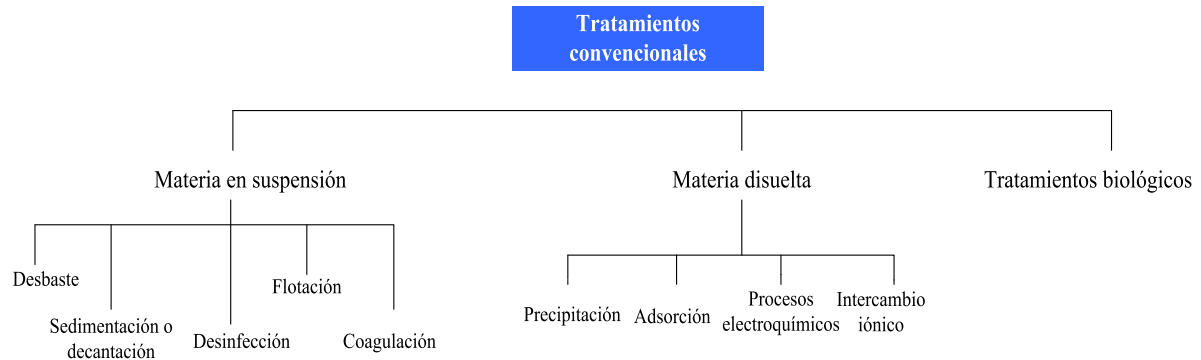 Tratamientos
convencionales
Materia en suspensión
Materia disuelta
Tratamientos biológicos
Desbaste
Sedimentación o
decantación
Desinfección
Flotación
Coagulación
Precipitación
Adsorción
Procesos
electroquímicos
Intercambio
iónico